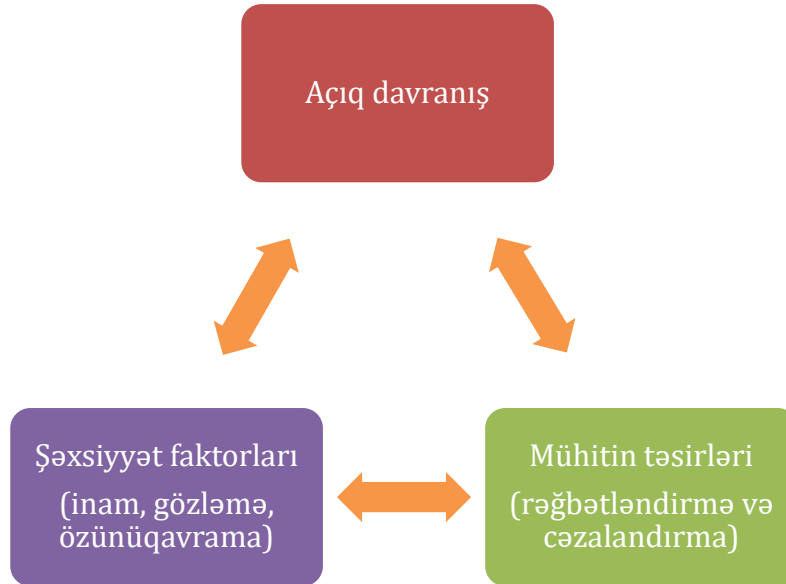 Açıq davranış
Şəxsiyyət faktorları
(inam, gözləmə,
özünüqavrama)
Mühitin təsirləri
(rəğbətləndirmə və
cəzalandırma)